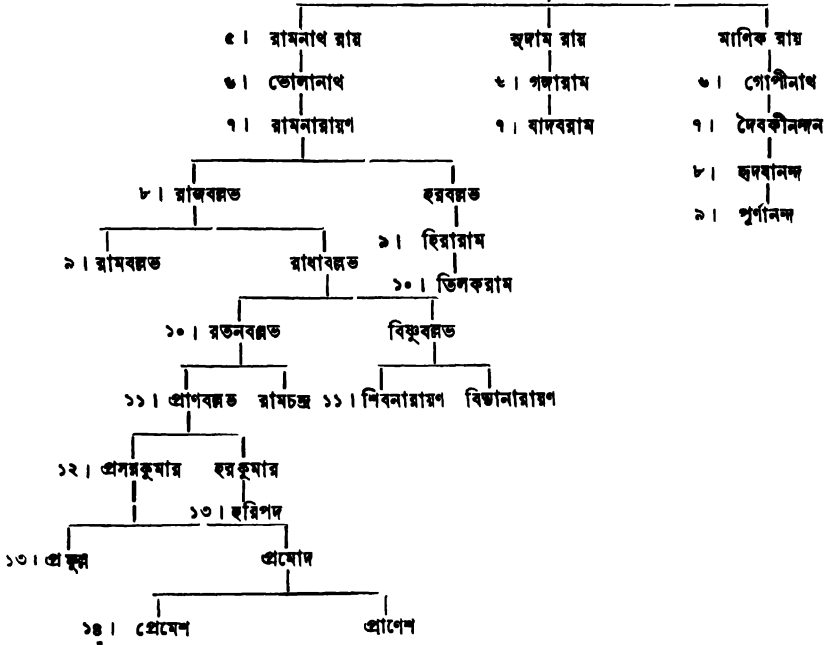 ৫। রামনাথ রায় সুদাম রায় মাণিক রায়
৬। ভোলানাথ ৬। গঙ্গারাম ৬। গোপীনাথ
৭। রামনারায়ণ ৭। যাদবরাম ৭। দৈবকীনন্দন
৮। রাজবল্লভ হরবল্লভ ৮। হৃদযানন্দ
৯। রামবল্লভ রাধাবল্লভ ৯। হিরারাম ৯। পূর্ণানন্দ
১০। তিলকরাম
১০। রতনবল্লভ বিষ্ণুবল্লভ
১১। প্রাণবল্লভ রামচন্দ্র ১১। শিবনারায়ণ বিদ্যানারায়ণ
১২। প্রসন্নকুমার হরকুমার
১৩। হরিপদ
১৩। প্রফুল্ল প্রমোদ
১৪। প্রেমেশ প্রাণেশ